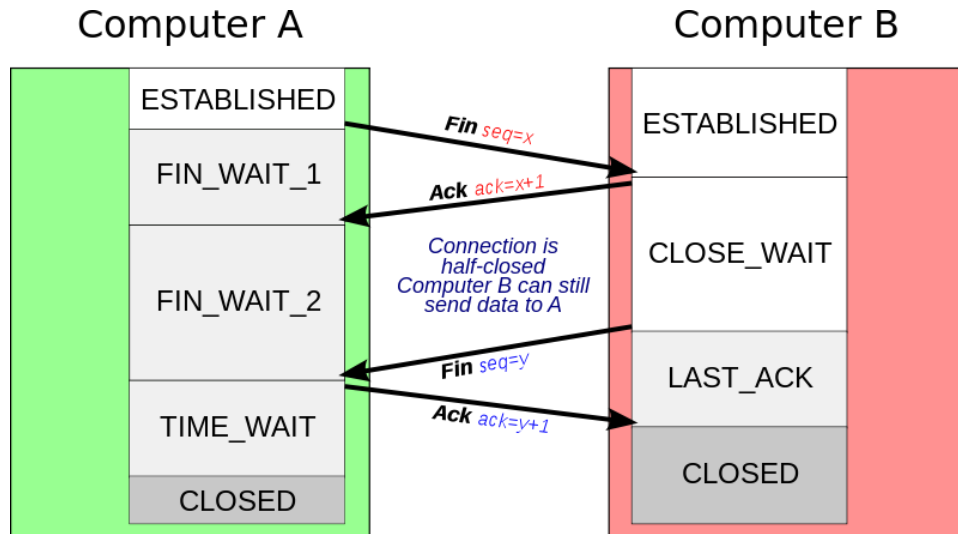 Computer A
Computer B
ESTABLISHED
ESTABLISHED
Fin seq=x
FIN_WAIT_1
Ack ack=x+1
CLOSE_WAIT
Connection is
half-closed
Computer B can still
send data to A
FIN_WAIT_2
Fin seq=y
LAST_ACK
Ack ack=y+1
TIME_WAIT
CLOSED
CLOSED